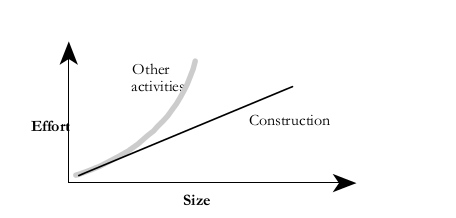 Other
activities
Effort
Construction
Size